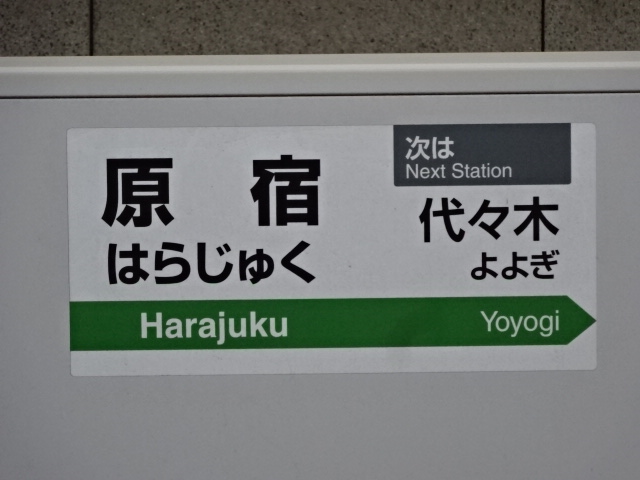 原宿
はらじゅく
Harajuku
次は
Next Station
代々木
よよぎ
Yoyogi